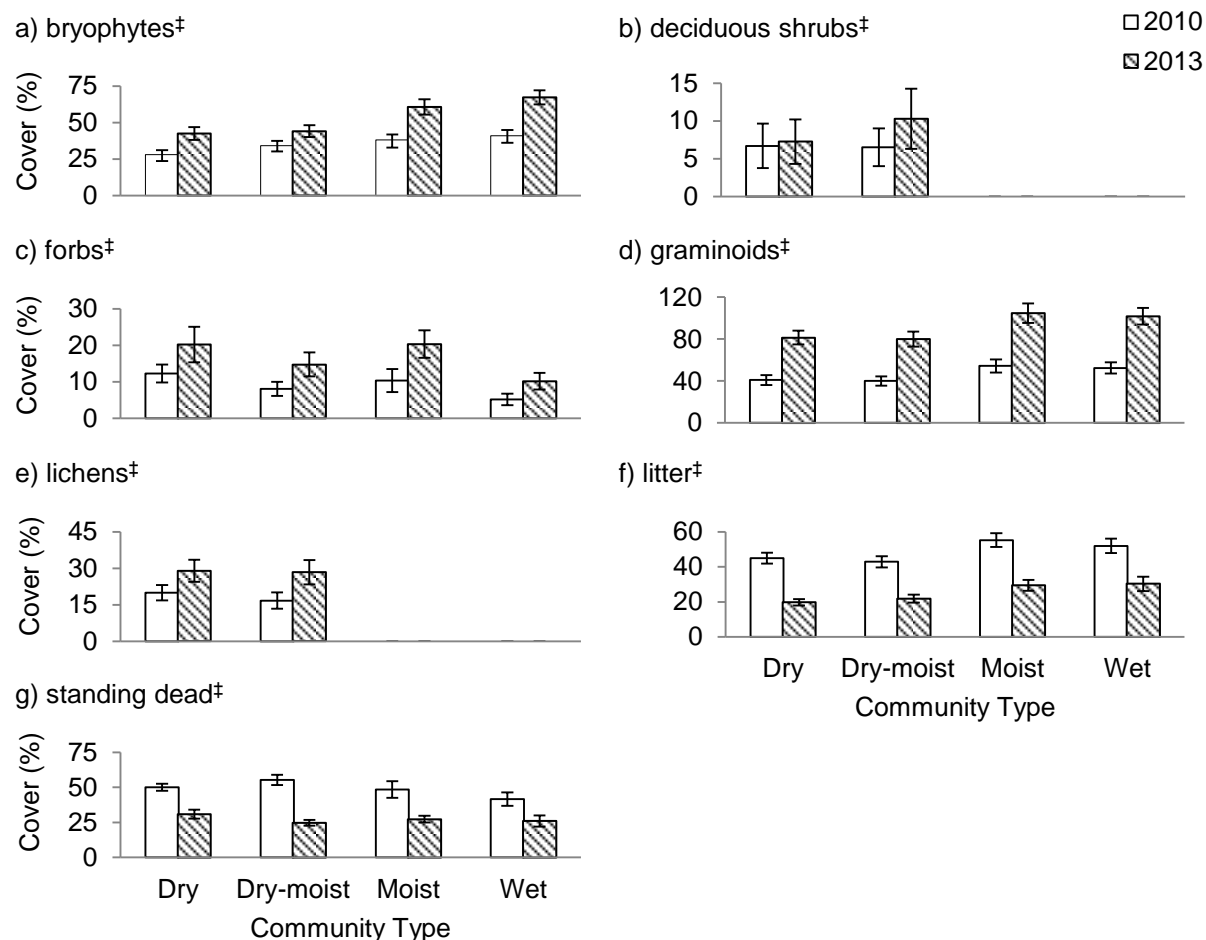 a) bryophytes‡
b) deciduous shrubs‡
2010
2013
Cover (%)
75
50
25
0
15
10
5
0
c) forbs‡
d) graminoids‡
Cover (%)
30
20
10
0
120
80
40
0
e) lichens‡
f) litter‡
Cover (%)
45
30
15
0
60
40
20
0
Dry Dry-moist Moist Wet
Community Type
g) standing dead‡
Cover (%)
75
50
25
0
Dry Dry-moist Moist Wet
Community Type